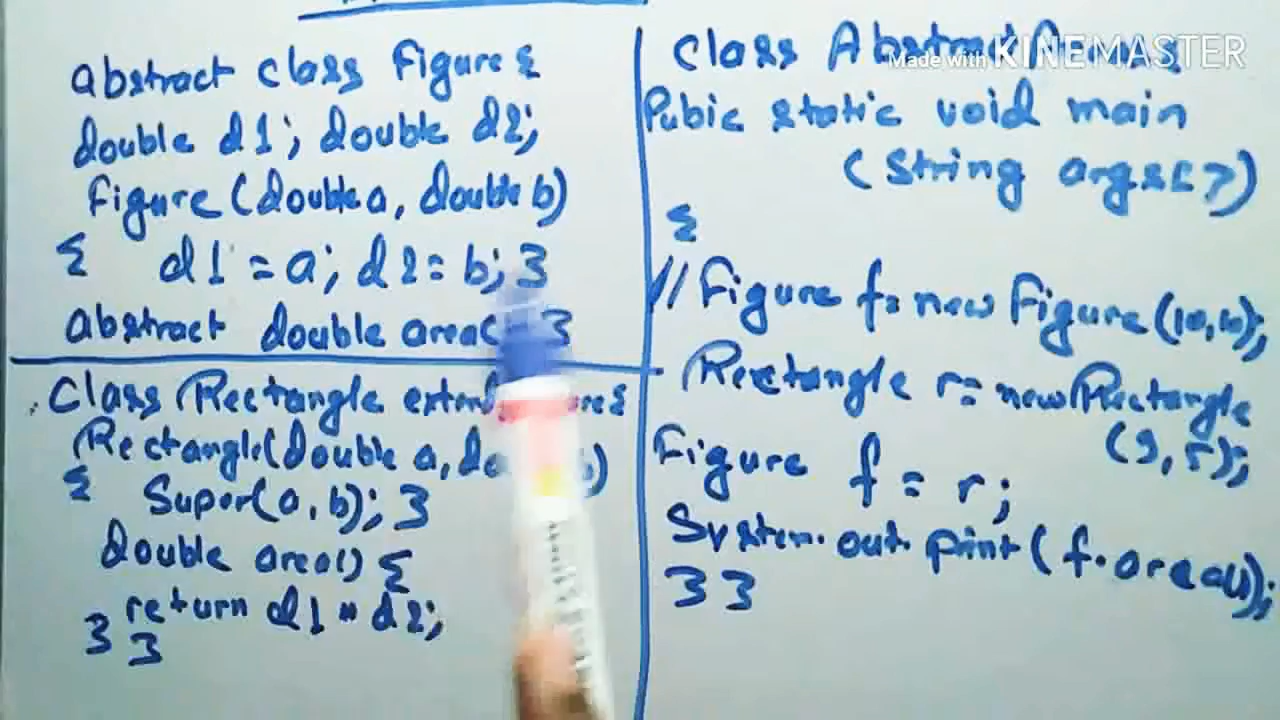 abstract class Figure {
double d1; double d2;
Figure (double a, double b)
{ d1 = a; d2 = b; }
abstract double area }
Class Rectangle
Rectangle(double a,
{ Super(a, b); }
double area() {
return d1 * d2;
} }
Class
Made with KINEMASTER
Pubic static void main
(String args[])
{
// Figure f= new Figure(10,10);
Rectangle r= new Rectangle
(9,5);
Figure f = r;
System.out.print(f.area());
} }